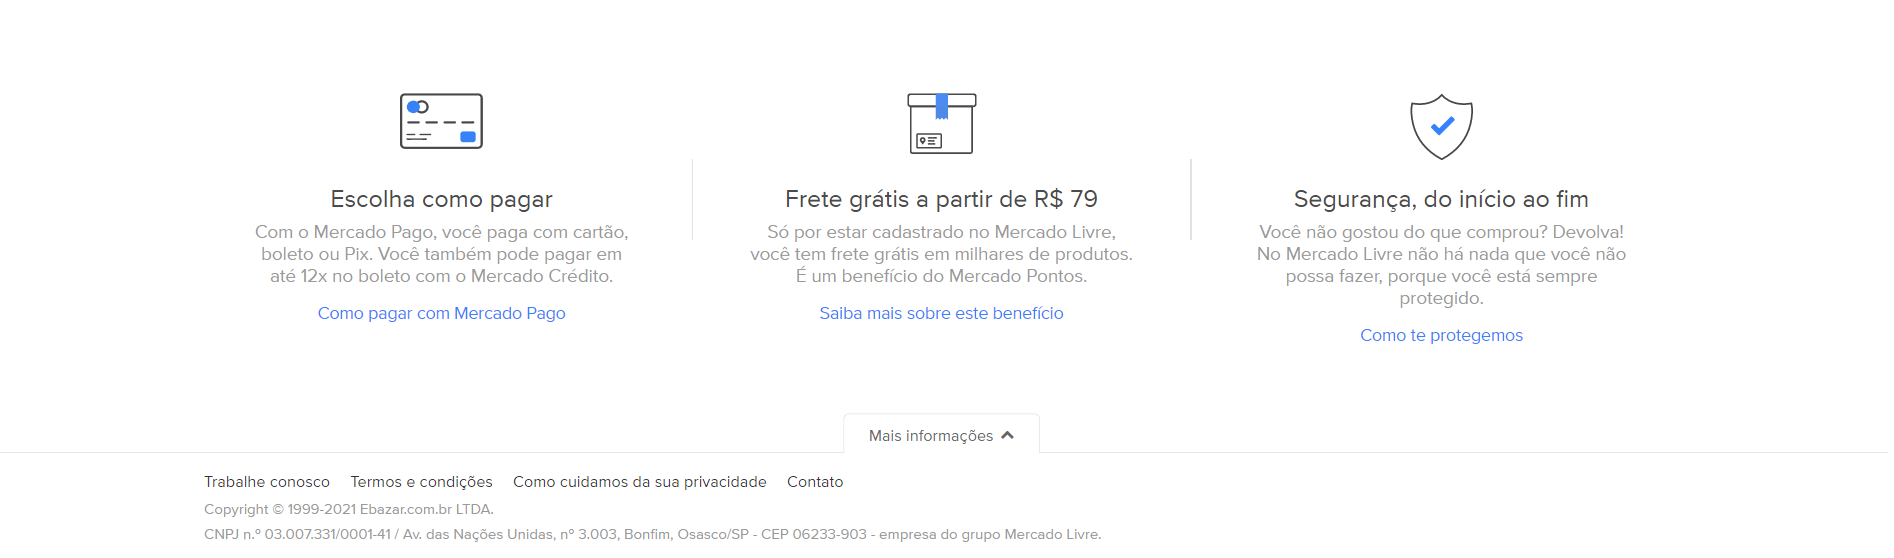 Escolha como pagar
Com o Mercado Pago, você paga com cartão,
boleto ou Pix. Você também pode pagar em
até 12x no boleto com o Mercado Crédito.
Como pagar com Mercado Pago
Frete grátis a partir de R$ 79
Só por estar cadastrado no Mercado Livre,
você tem frete grátis em milhares de produtos.
É um benefício do Mercado Pontos.
Saiba mais sobre este benefício
Segurança, do início ao fim
Você não gostou do que comprou? Devolva!
No Mercado Livre não há nada que você não
possa fazer, porque você está sempre
protegido.
Como te protegemos
Mais informações
Trabalhe conosco Termos e condições Como cuidamos da sua privacidade Contato
Copyright © 1999-2021 Ebazar.com.br LTDA.
CNPJ n.º 03.007.331/0001-41 / Av. das Nações Unidas, nº 3.003, Bonfim, Osasco/SP - CEP 06233-903 - empresa do grupo Mercado Livre.